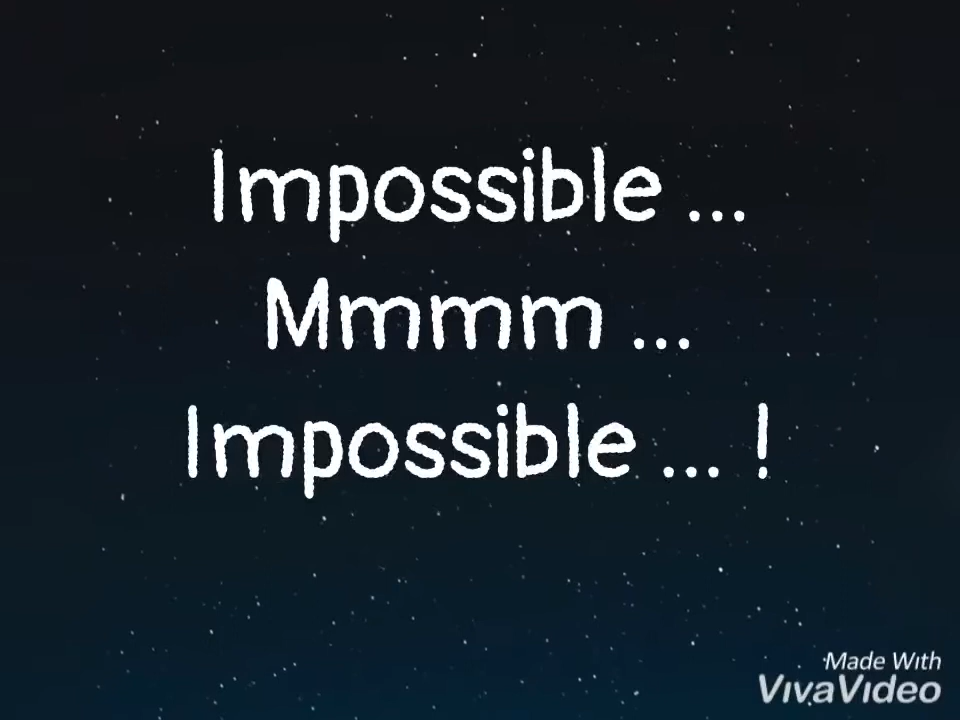 Impossible ...
Mmmm ...
Impossible ... !
Made With
VivaVideo